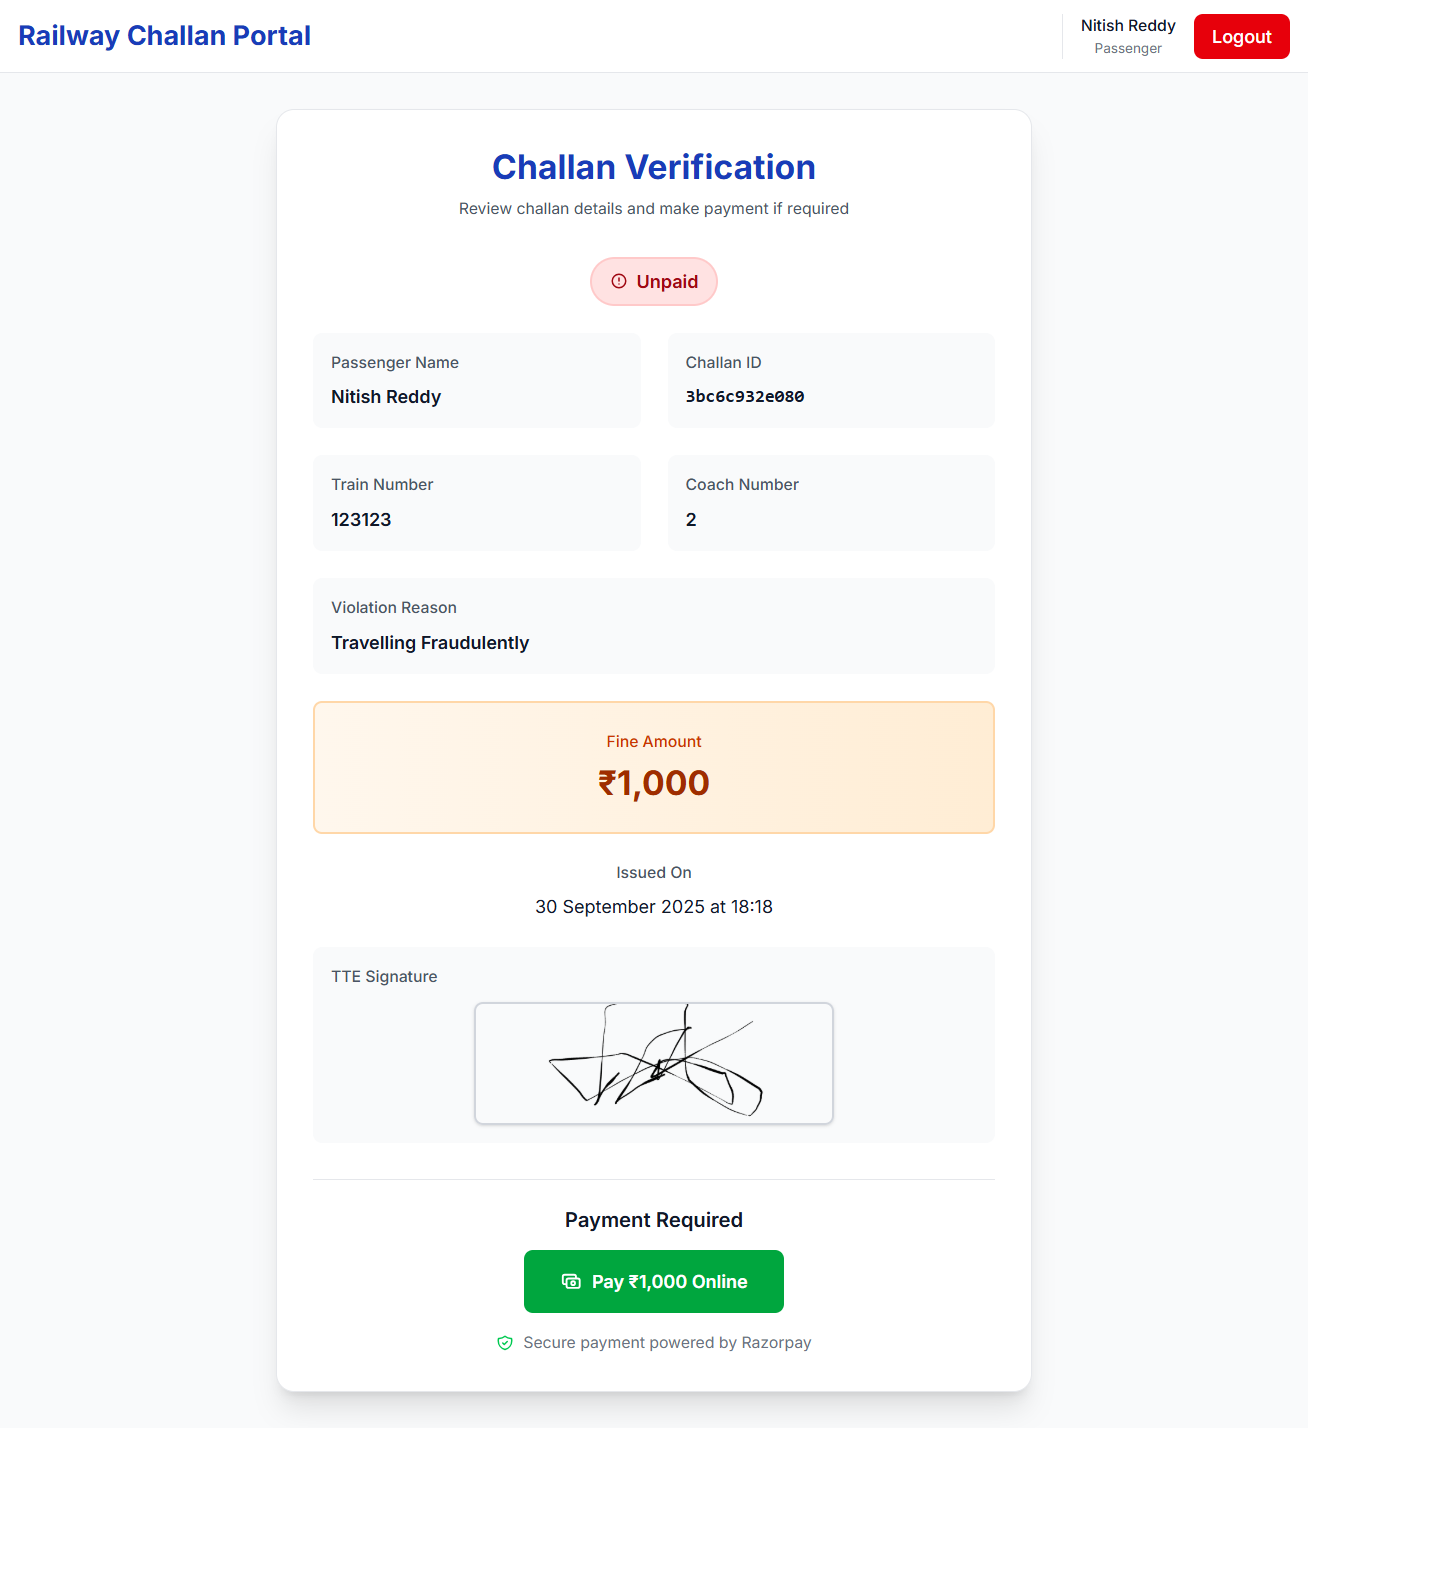 Railway Challan Portal
Nitish Reddy
Passenger
Logout
Challan Verification
Review challan details and make payment if required
Unpaid
Passenger Name
Nitish Reddy
Challan ID
3bc6c932e080
Train Number
123123
Coach Number
2
Violation Reason
Travelling Fraudulently
Fine Amount
₹1,000
Issued On
30 September 2025 at 18:18
TTE Signature
Payment Required
Pay ₹1,000 Online
Secure payment powered by Razorpay